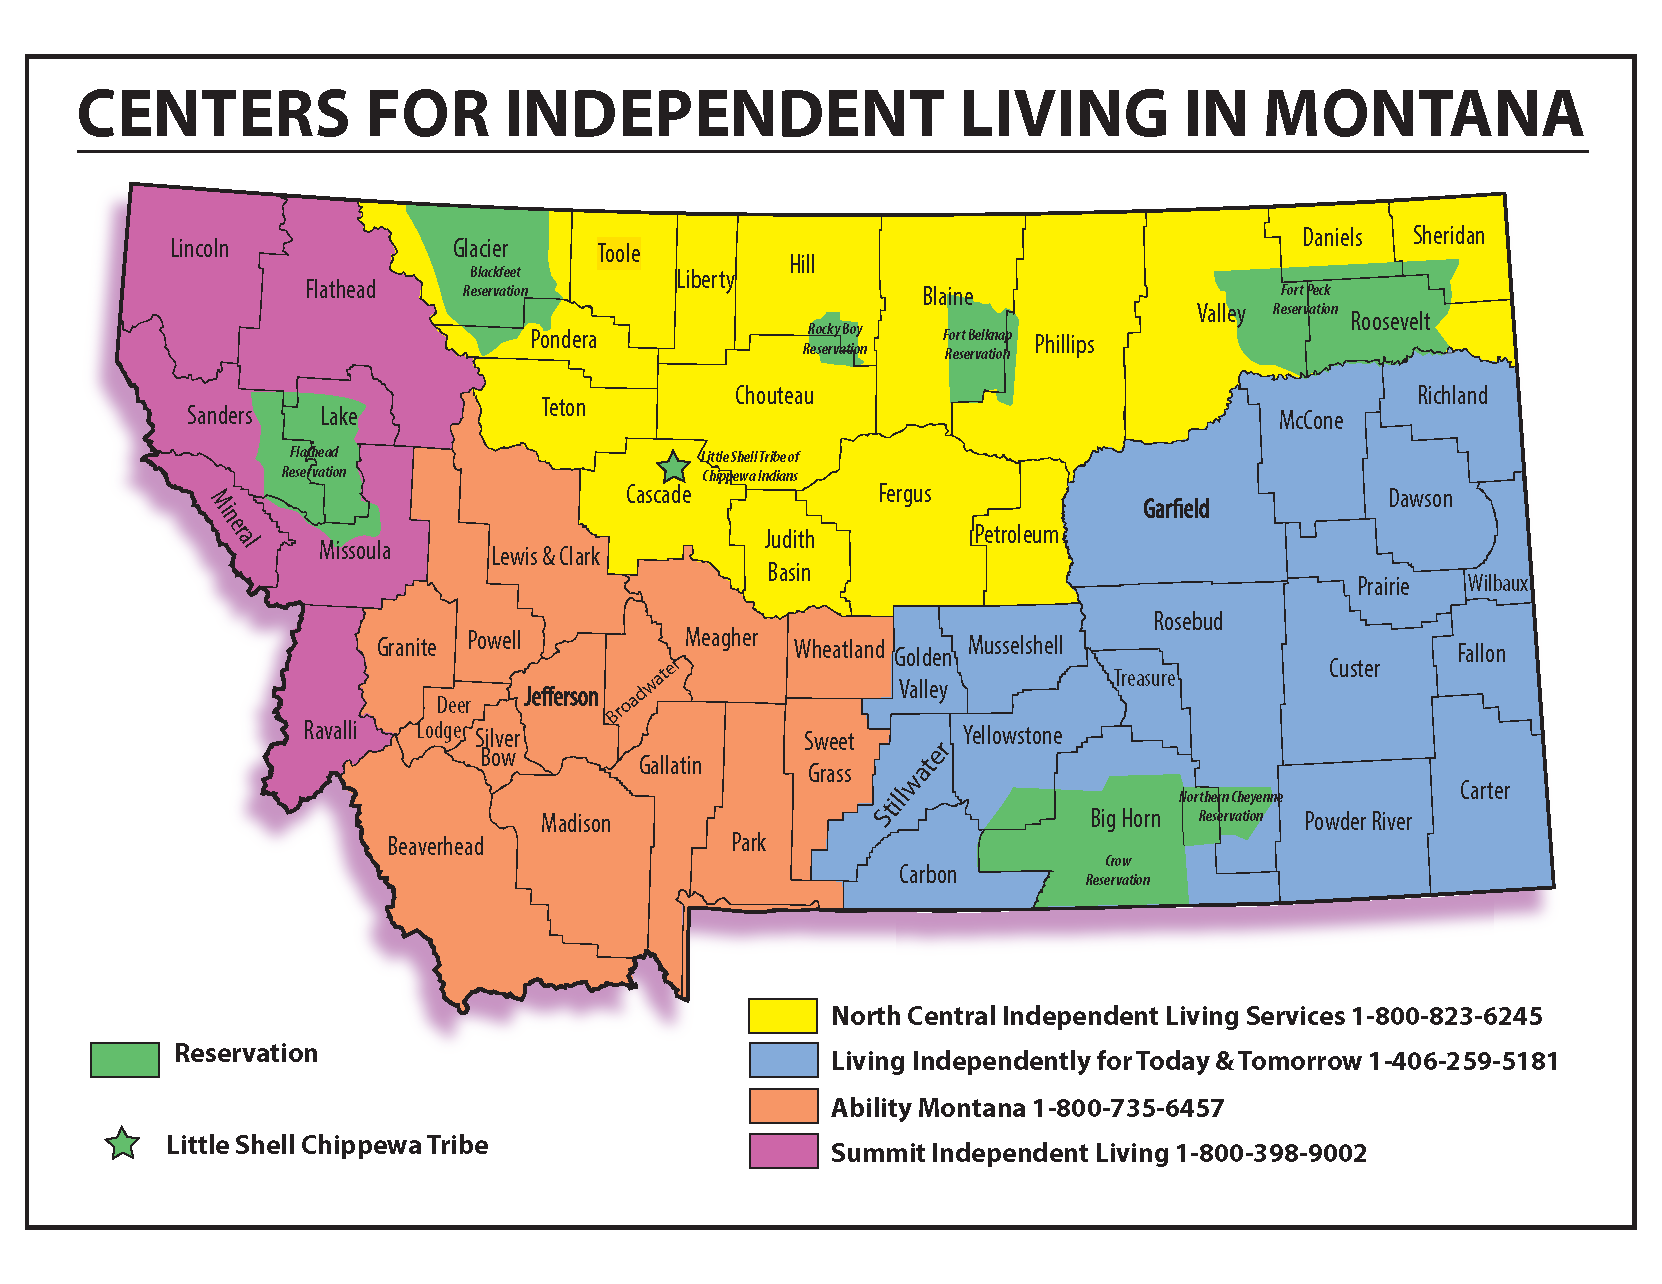 CENTERS FOR INDEPENDENT LIVING IN MONTANA
Lincoln
Flathead
Glacier
Blackfeet
Reservation
Toole
Liberty
Hill
Blaine
Daniels
Sheridan
Valley
Fort Peck
Reservation
Roosevelt
Pondera
Rocky Boy
Reservation
Fort Belknap
Reservation
Phillips
Sanders
Lake
Flathead
Reservation
Teton
Chouteau
Richland
McCone
Little Shell Tribe of
Chippewa Indians
Cascade
Fergus
Garfield
Dawson
Mineral
Missoula
Lewis & Clark
Judith
Basin
Petroleum
Prairie
Wilbaux
Granite
Powell
Meagher
Wheatland
Golden
Valley
Musselshell
Rosebud
Treasure
Custer
Fallon
Ravalli
Deer
Lodge
Silver
Bow
Jefferson
Broadwater
Gallatin
Sweet
Grass
Stillwater
Yellowstone
Beaverhead
Madison
Park
Carbon
Big Horn
Crow
Reservation
Northern Cheyenne
Reservation
Powder River
Carter
Reservation
Little Shell Chippewa Tribe
North Central Independent Living Services 1-800-823-6245
Living Independently for Today & Tomorrow 1-406-259-5181
Ability Montana 1-800-735-6457
Summit Independent Living 1-800-398-9002